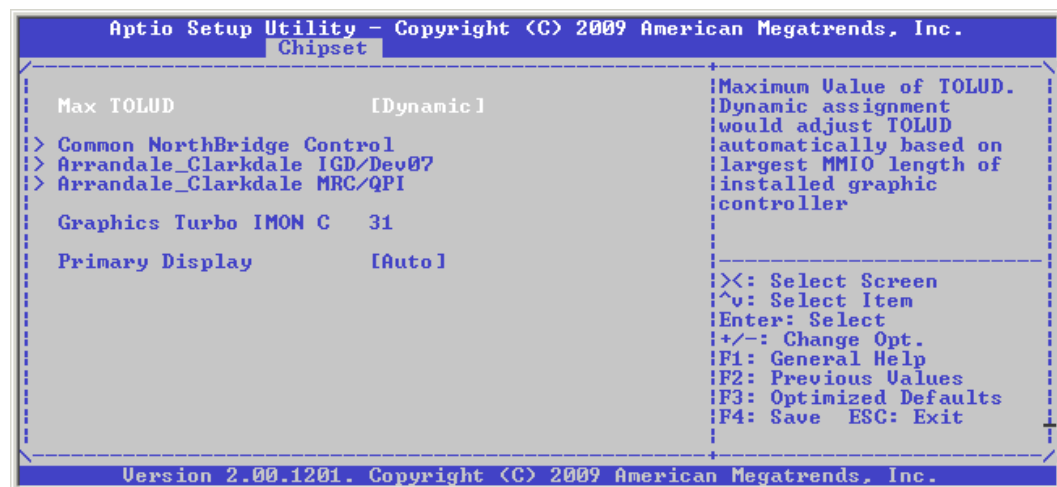 Aptio Setup Utility – Copyright (C) 2009 American Megatrends, Inc.
Chipset
Max TOLUD [Dynamic]
> Common NorthBridge Control
> Arrandale_Clarkdale IGD/Dev07
> Arrandale_Clarkdale MRC/QPI
Graphics Turbo IMON C 31
Primary Display [Auto]
Maximum Value of TOLUD.
Dynamic assignment
would adjust TOLUD
automatically based on
largest MMIO length of
installed graphic
controller
><: Select Screen
^v: Select Item
Enter: Select
+/-: Change Opt.
F1: General Help
F2: Previous Values
F3: Optimized Defaults
F4: Save ESC: Exit
Version 2.00.1201. Copyright (C) 2009 American Megatrends, Inc.